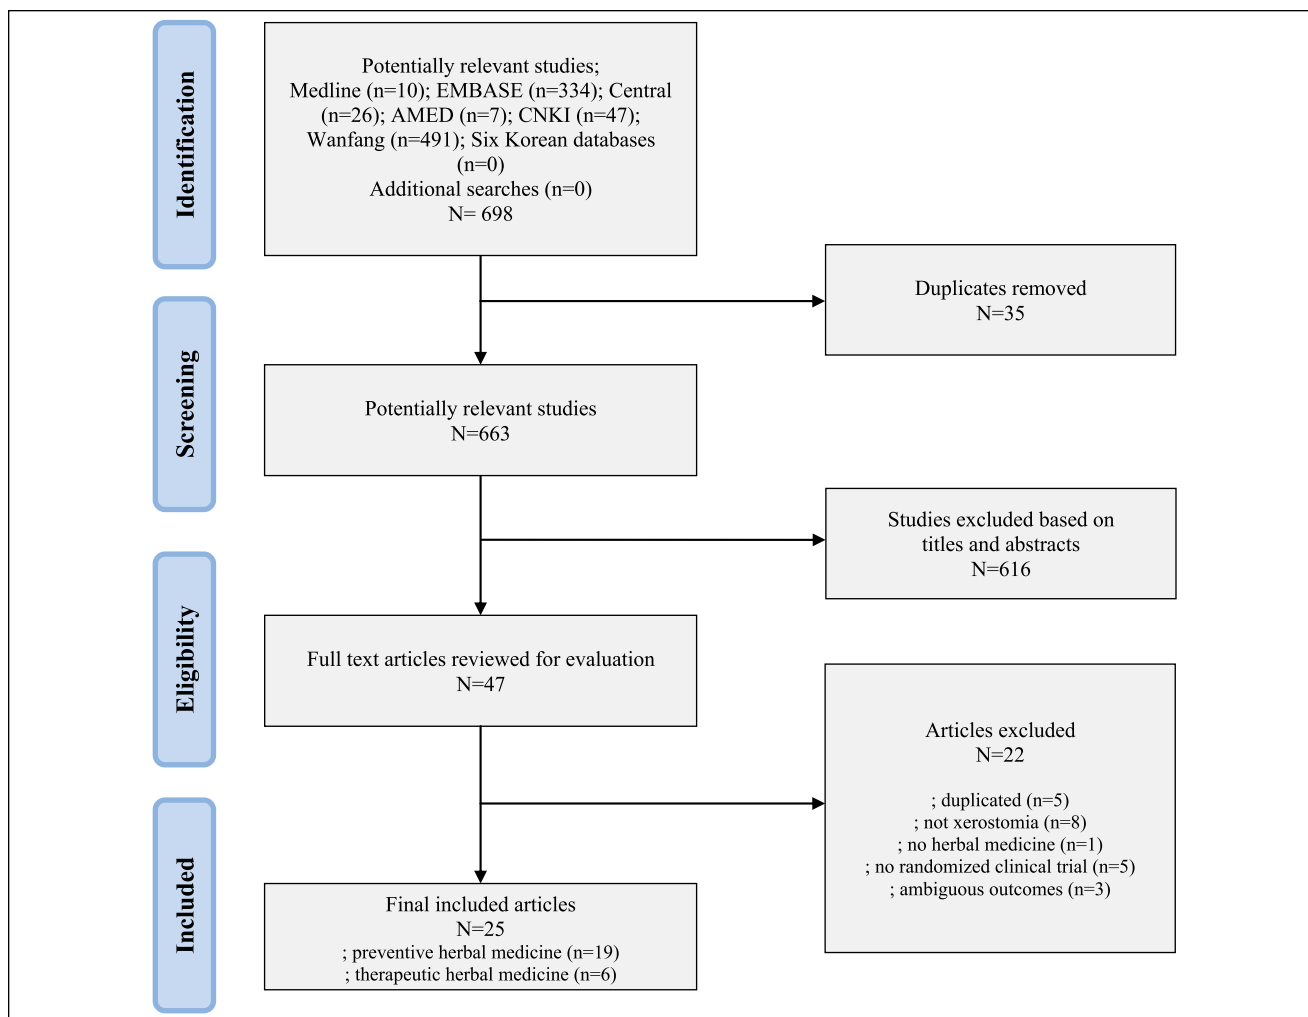 Identification
Potentially relevant studies;
Medline (n=10); EMBASE (n=334); Central
(n=26); AMED (n=7); CNKI (n=47);
Wanfang (n=491); Six Korean databases
(n=0)
Additional searches (n=0)
N= 698
Duplicates removed
N=35
Screening
Potentially relevant studies
N=663
Studies excluded based on
titles and abstracts
N=616
Eligibility
Full text articles reviewed for evaluation
N=47
Articles excluded
N=22
; duplicated (n=5)
; not xerostomia (n=8)
; no herbal medicine (n=1)
; no randomized clinical trial (n=5)
; ambiguous outcomes (n=3)
Included
Final included articles
N=25
; preventive herbal medicine (n=19)
; therapeutic herbal medicine (n=6)